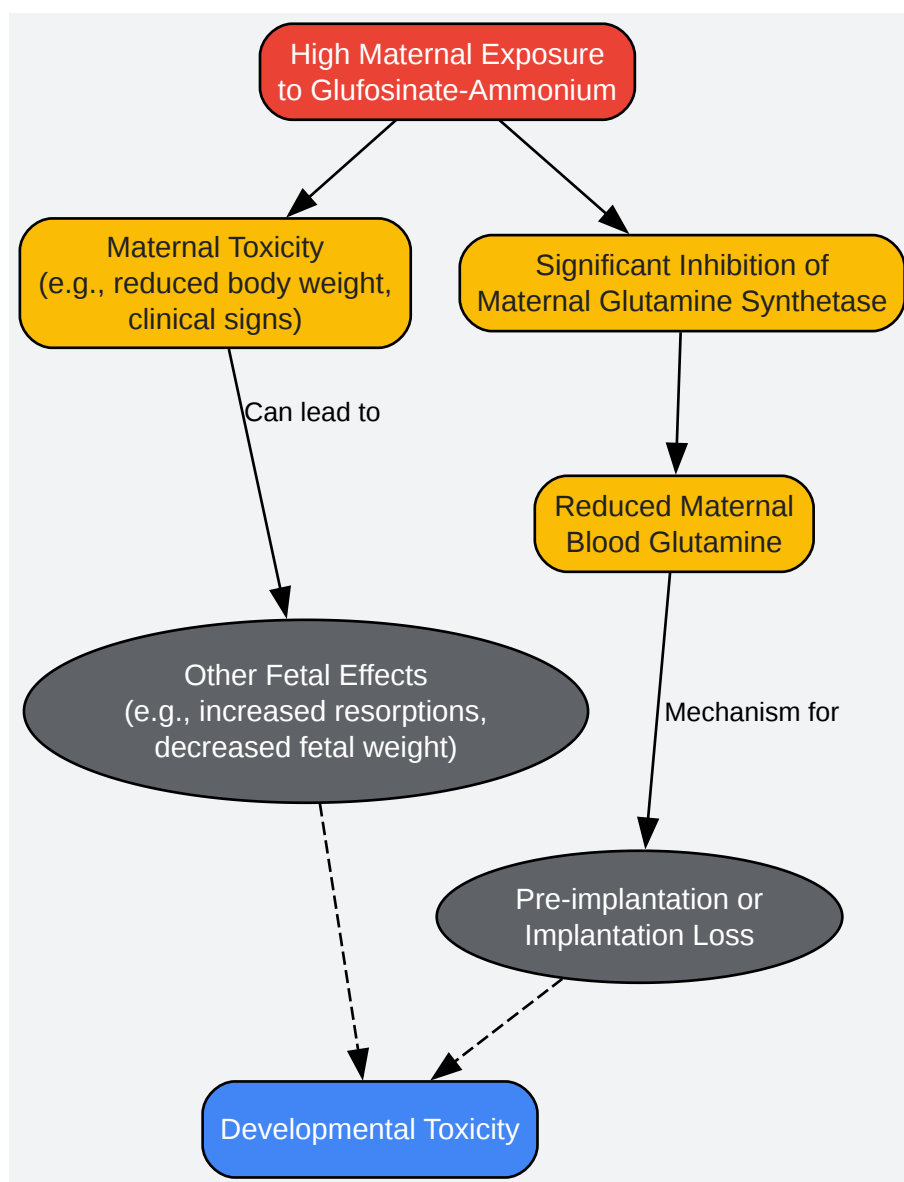 High Maternal Exposure
to Glufosinate-Ammonium
Maternal Toxicity
(e.g., reduced body weight,
clinical signs)
Significant Inhibition of
Maternal Glutamine Synthetase
Can lead to
Reduced Maternal
Blood Glutamine
Other Fetal Effects
(e.g., increased resorptions,
decreased fetal weight)
Mechanism for
Pre-implantation or
Implantation Loss
Developmental Toxicity